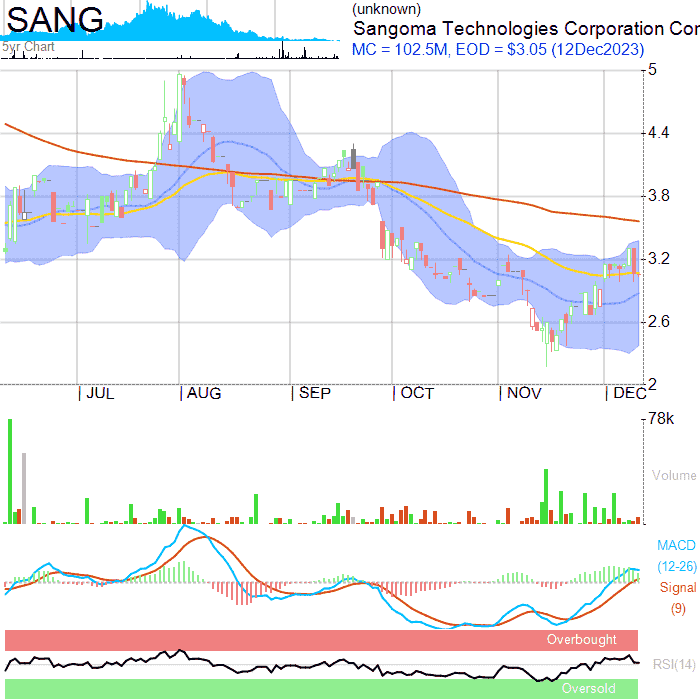 SANG
(unknown)
Sangoma Technologies Corporation Cor
5yr Chart
MC = 102.5M, EOD = $3.05 (12Dec2023)
5
4.4
3.8
3.2
2.6
2
JUL AUG SEP OCT NOV DEC
78k
Volume
MACD
(12-26)
Signal
(9)
Overbought
RSI(14)
Oversold